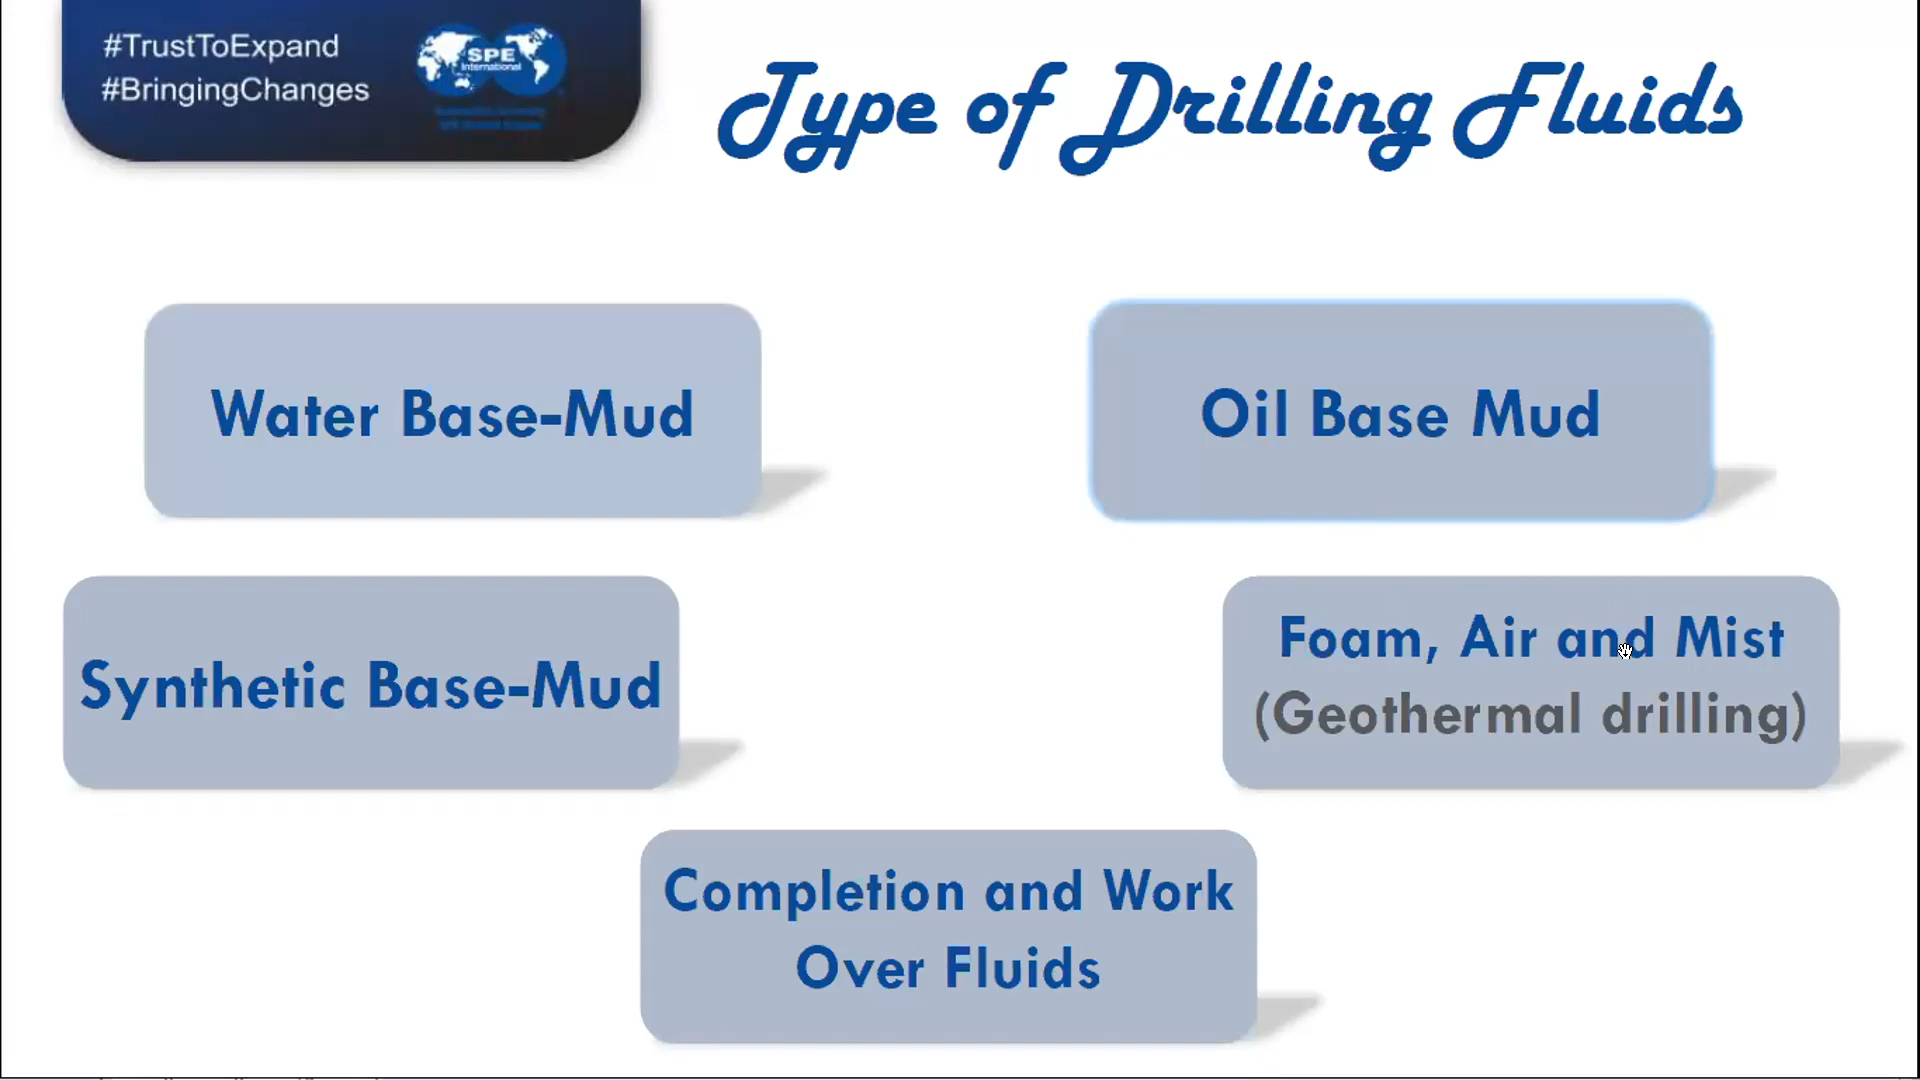 #TrustToExpand
#BringingChanges
SPE
International
Type of Drilling Fluids
Water Base-Mud
Oil Base Mud
Synthetic Base-Mud
Foam, Air and Mist
(Geothermal drilling)
Completion and Work
Over Fluids